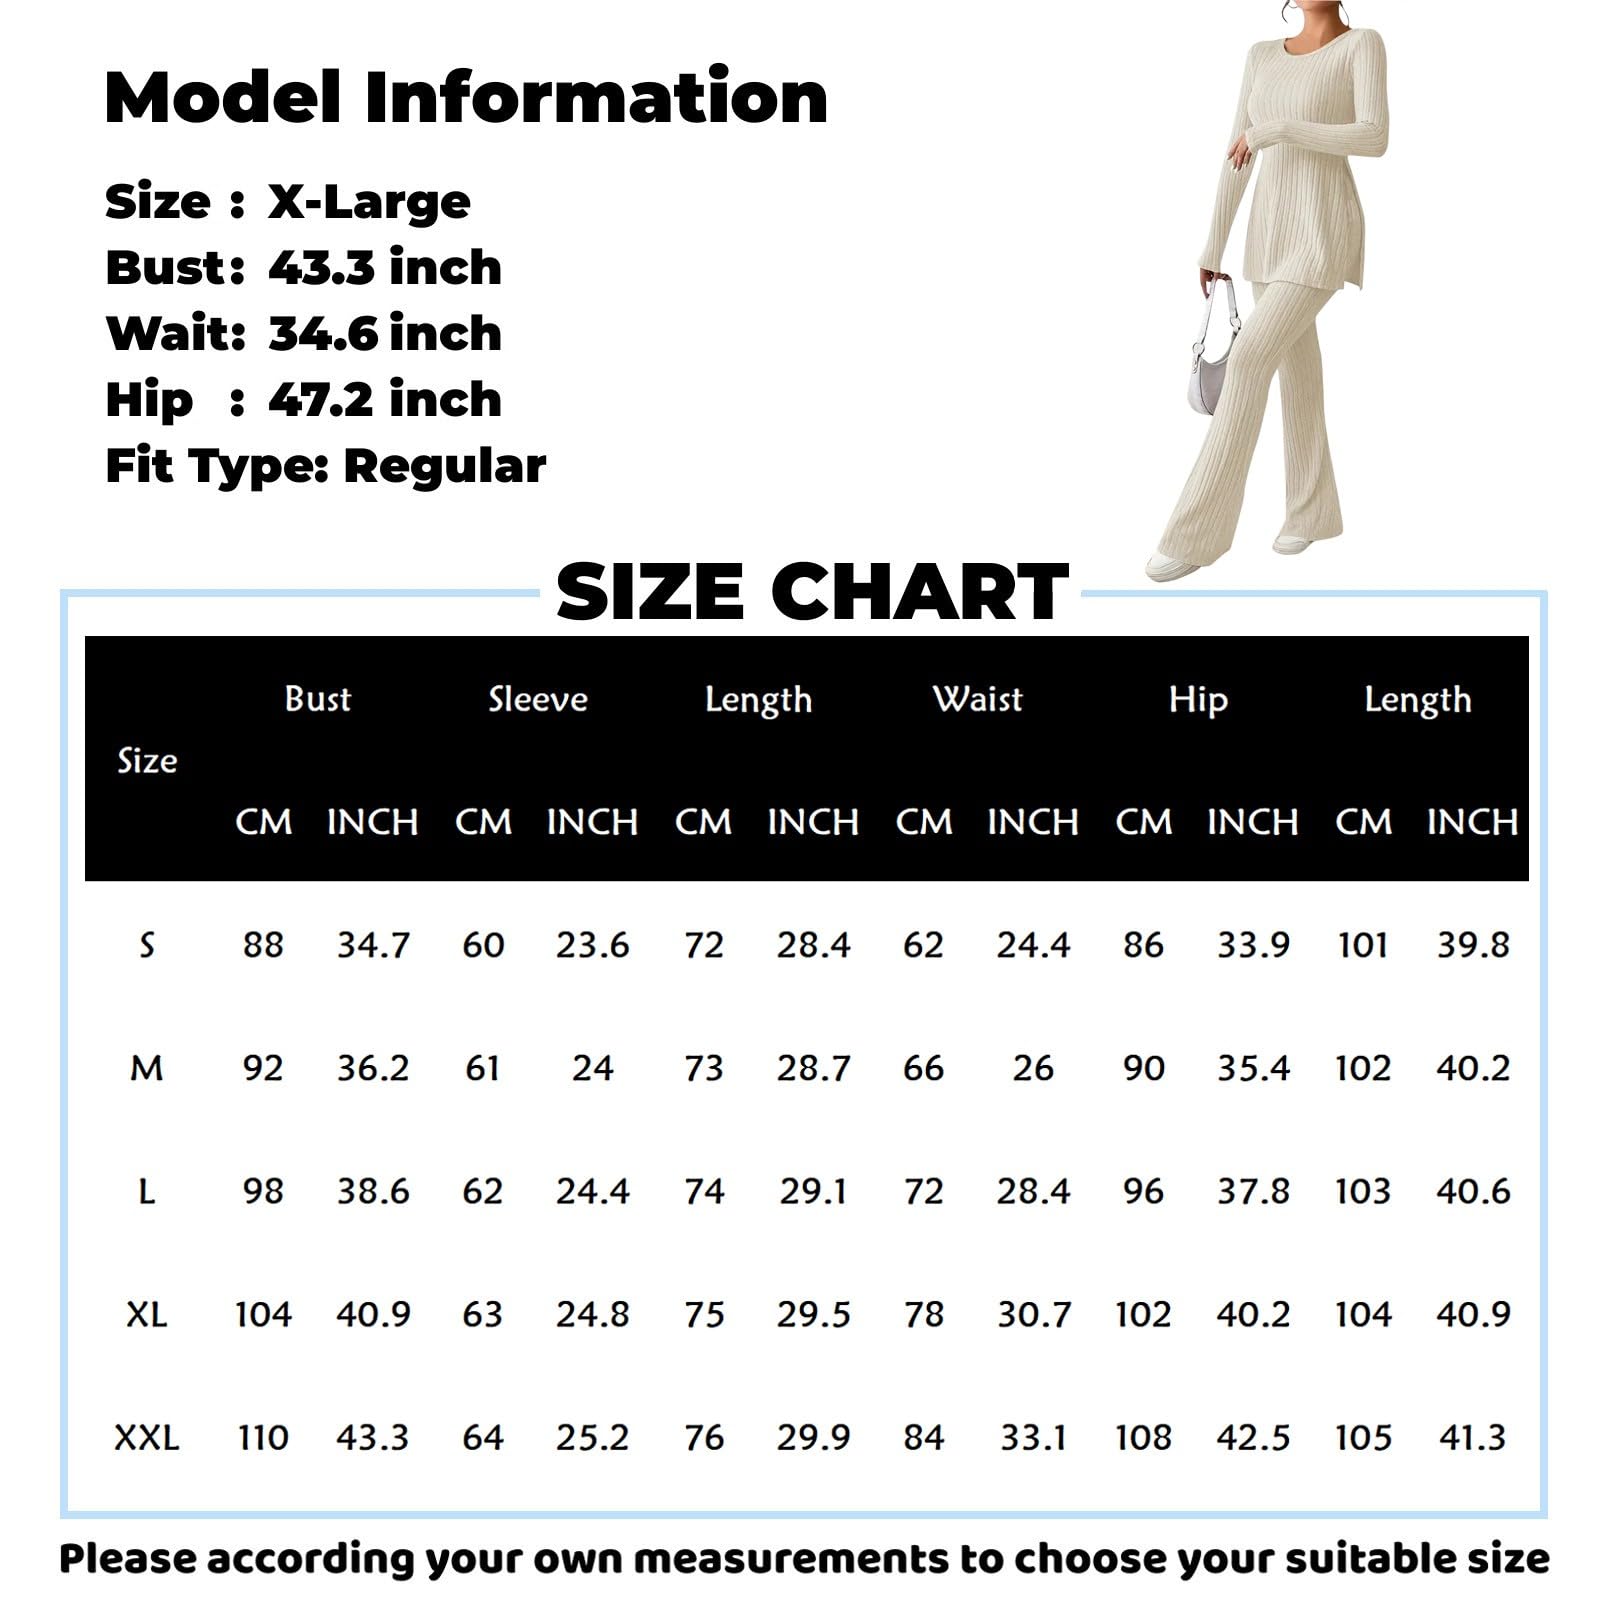 Model Information
Size : X-Large
Bust: 43.3 inch
Wait: 34.6 inch
Hip : 47.2 inch
Fit Type: Regular
SIZE CHART
Bust Sleeve Length Waist Hip Length
Size
CM INCH CM INCH CM INCH CM INCH CM INCH CM INCH
S 88 34.7 60 23.6 72 28.4 62 24.4 86 33.9 101 39.8
M 92 36.2 61 24 73 28.7 66 26 90 35.4 102 40.2
L 98 38.6 62 24.4 74 29.1 72 28.4 96 37.8 103 40.6
XL 104 40.9 63 24.8 75 29.5 78 30.7 102 40.2 104 40.9
XXL 110 43.3 64 25.2 76 29.9 84 33.1 108 42.5 105 41.3
Please according your own measurements to choose your suitable size